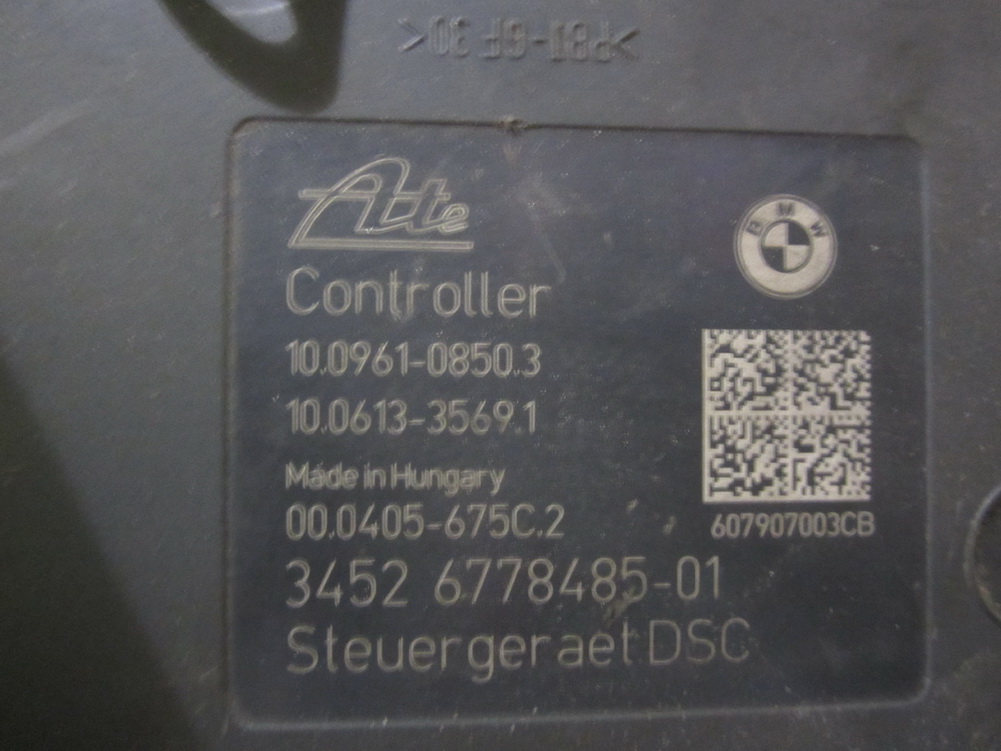 >PBT-GF 30<
Ate
BMW
Controller
10.0961-0850.3
10.0613-3569.1
Made in Hungary
00.0405-675C.2
607907003CB
3452 6778485-01
Steuergeraet DSC